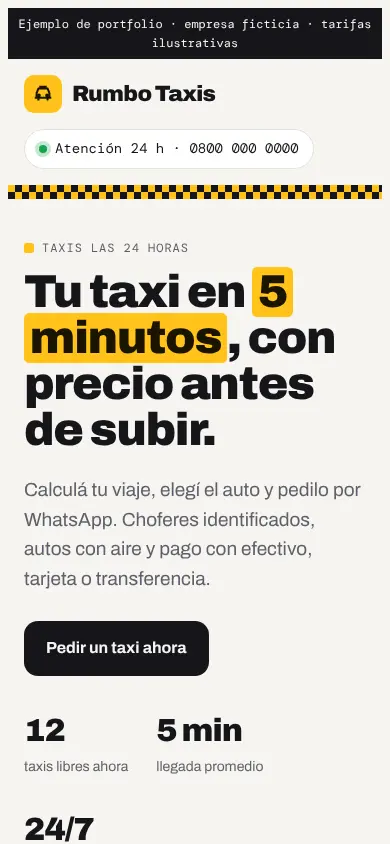 Ejemplo de portfolio · empresa ficticia · tarifas
ilustrativas
Rumbo Taxis
Atención 24 h · 0800 000 0000
TAXIS LAS 24 HORAS
Tu taxi en 5
minutos, con
precio antes
de subir.
Calculá tu viaje, elegí el auto y pedilo por
WhatsApp. Choferes identificados,
autos con aire y pago con efectivo,
tarjeta o transferencia.
Pedir un taxi ahora
12
taxis libres ahora
5 min
llegada promedio
24/7